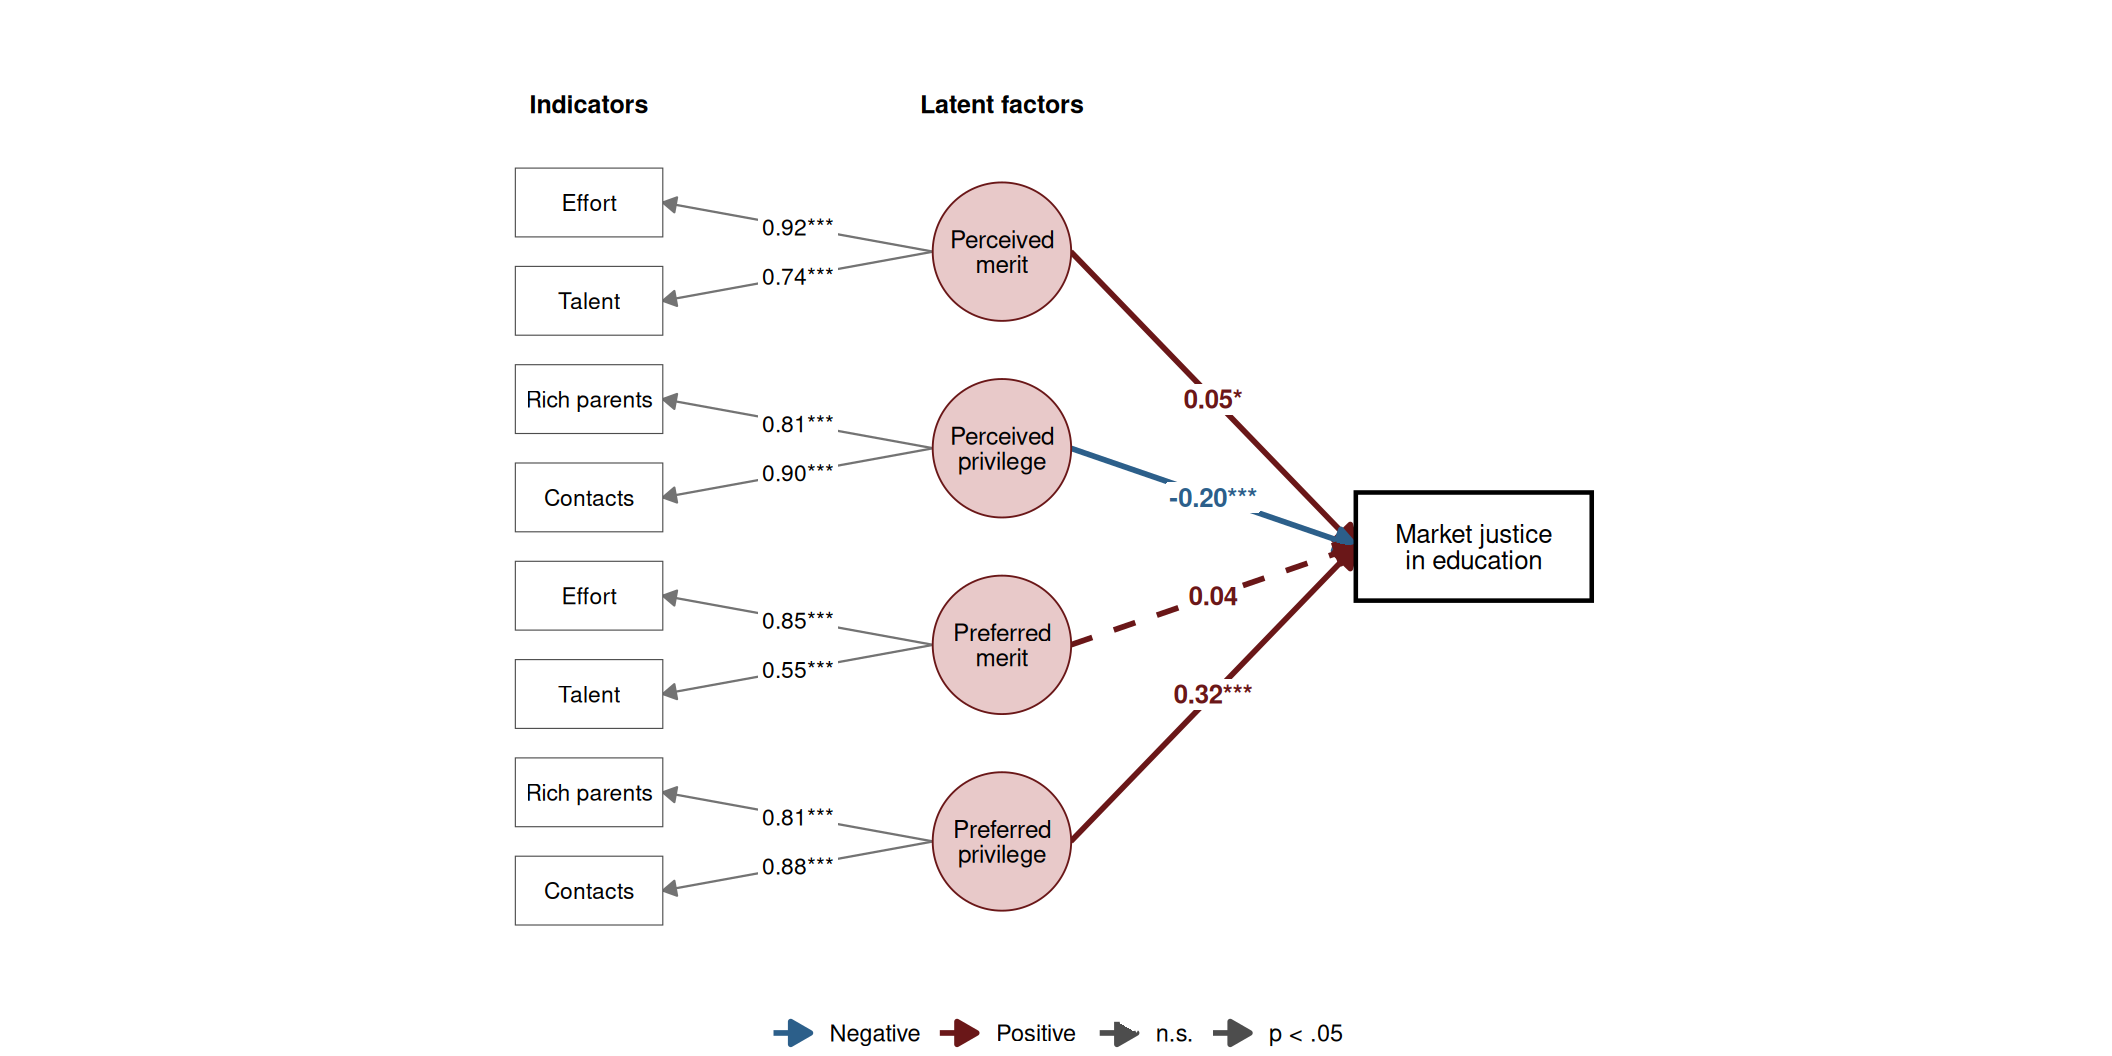 Indicators
Latent factors
Effort
0.92***
Talent
0.74***
Perceived
merit
Rich parents
0.81***
Contacts
0.90***
Perceived
privilege
Effort
0.85***
Talent
0.55***
Preferred
merit
Rich parents
0.81***
Contacts
0.88***
Preferred
privilege
0.05*
-0.20***
0.04
0.32***
Market justice
in education
Negative
Positive
n.s.
p < .05